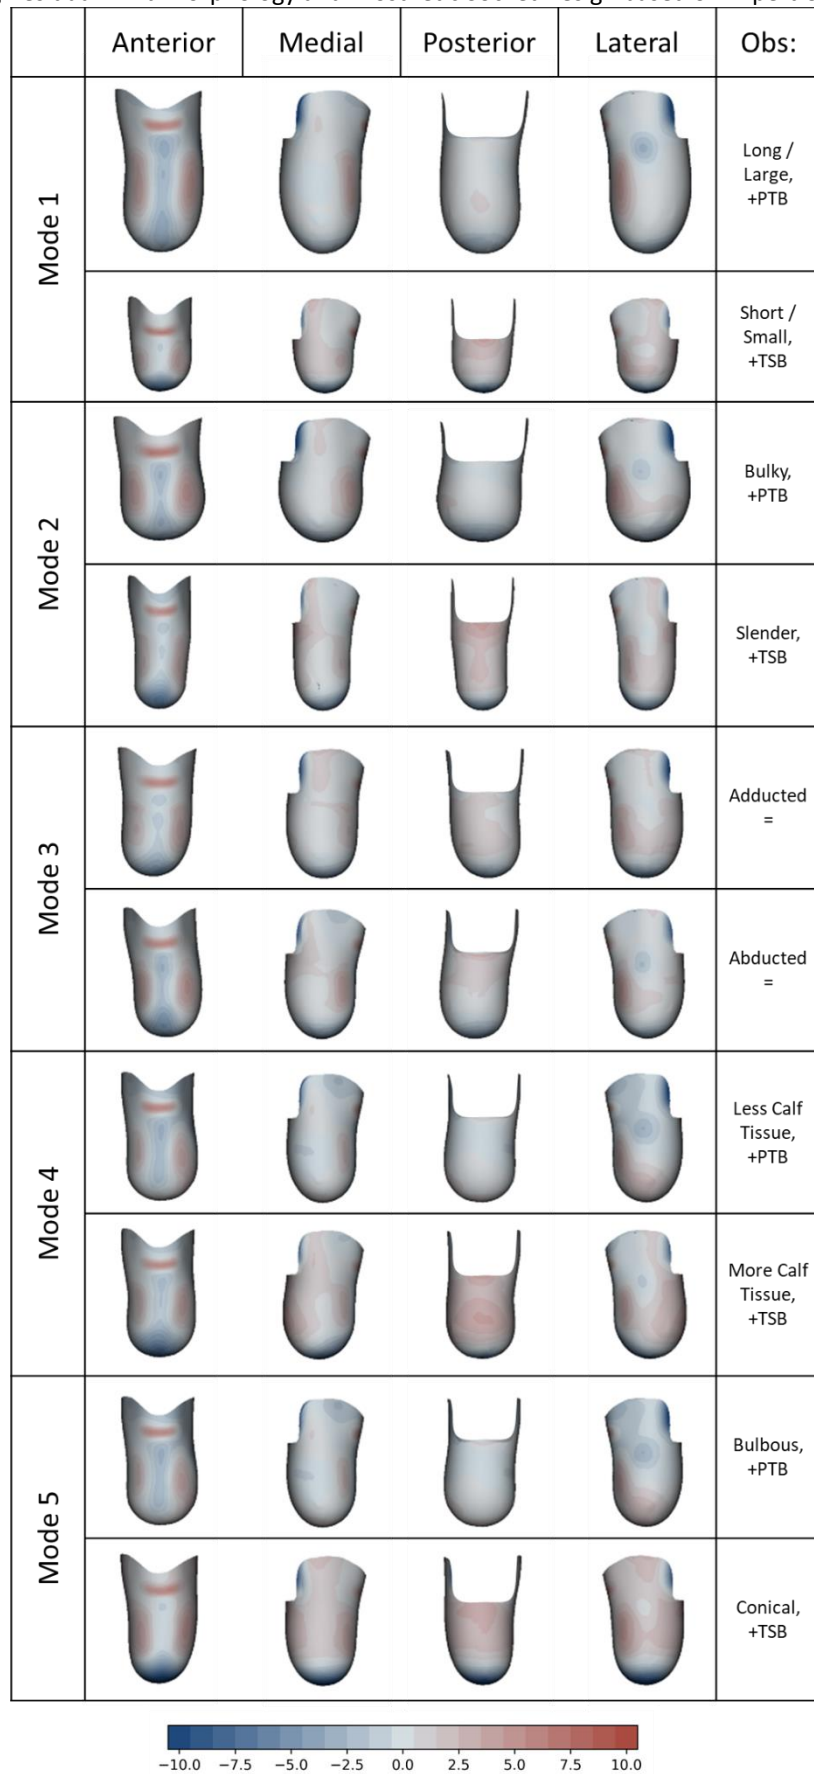 Anterior Medial Posterior Lateral Obs:
Mode 1
Long /
Large,
+PTB
Short /
Small,
+TSB
Mode 2
Bulky,
+PTB
Slender,
+TSB
Mode 3
Adducted
=
Abducted
=
Mode 4
Less Calf
Tissue,
+PTB
More Calf
Tissue,
+TSB
Mode 5
Bulbous,
+PTB
Conical,
+TSB
−10.0 −7.5 −5.0 −2.5 0.0 2.5 5.0 7.5 10.0